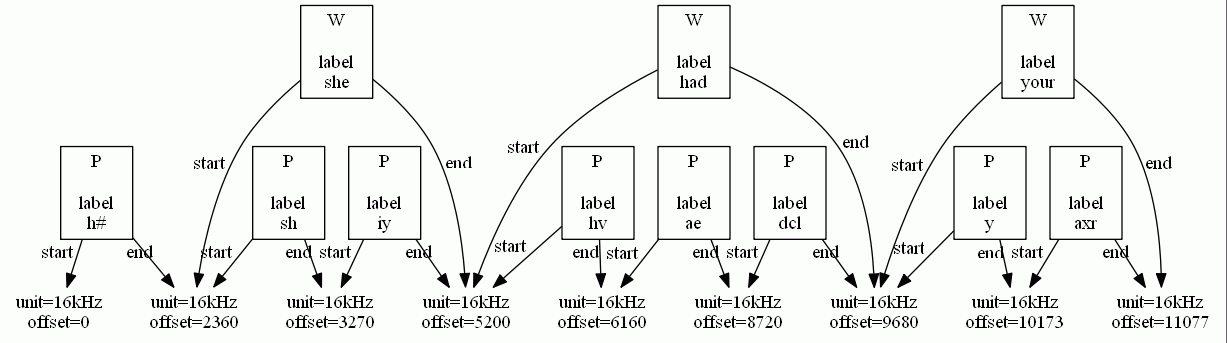 W
label
she
W
label
had
W
label
your
start
end
start
end
start
end
P
label
h#
P
label
sh
P
label
iy
P
label
hv
P
label
ae
P
label
dcl
P
label
y
P
label
axr
start
end
start
end
start
end
start
end
start
end
start
end
start
end
start
end
unit=16kHz
offset=0
unit=16kHz
offset=2360
unit=16kHz
offset=3270
unit=16kHz
offset=5200
unit=16kHz
offset=6160
unit=16kHz
offset=8720
unit=16kHz
offset=9680
unit=16kHz
offset=10173
unit=16kHz
offset=11077